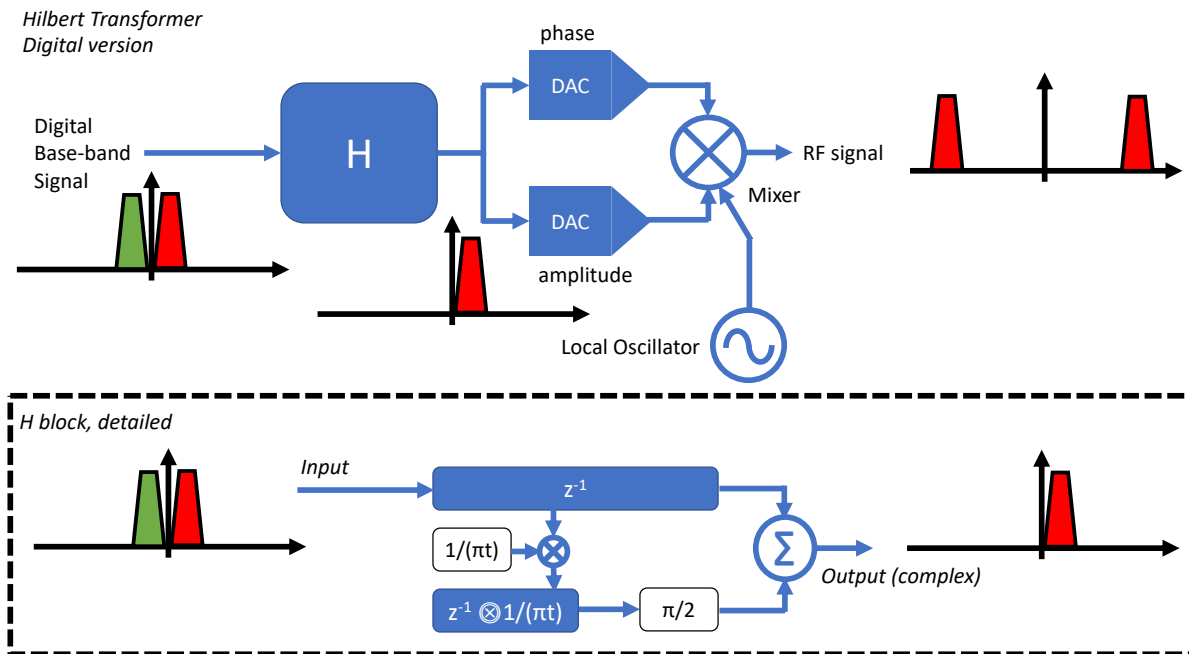 Hilbert Transformer
Digital version
phase
DAC
Digital
Base-band
Signal
H
RF signal
Mixer
DAC
amplitude
Local Oscillator
H block, detailed
Input
z⁻¹
1/(πt)
Σ
Output (complex)
z⁻¹ ⊗ 1/(πt)
π/2